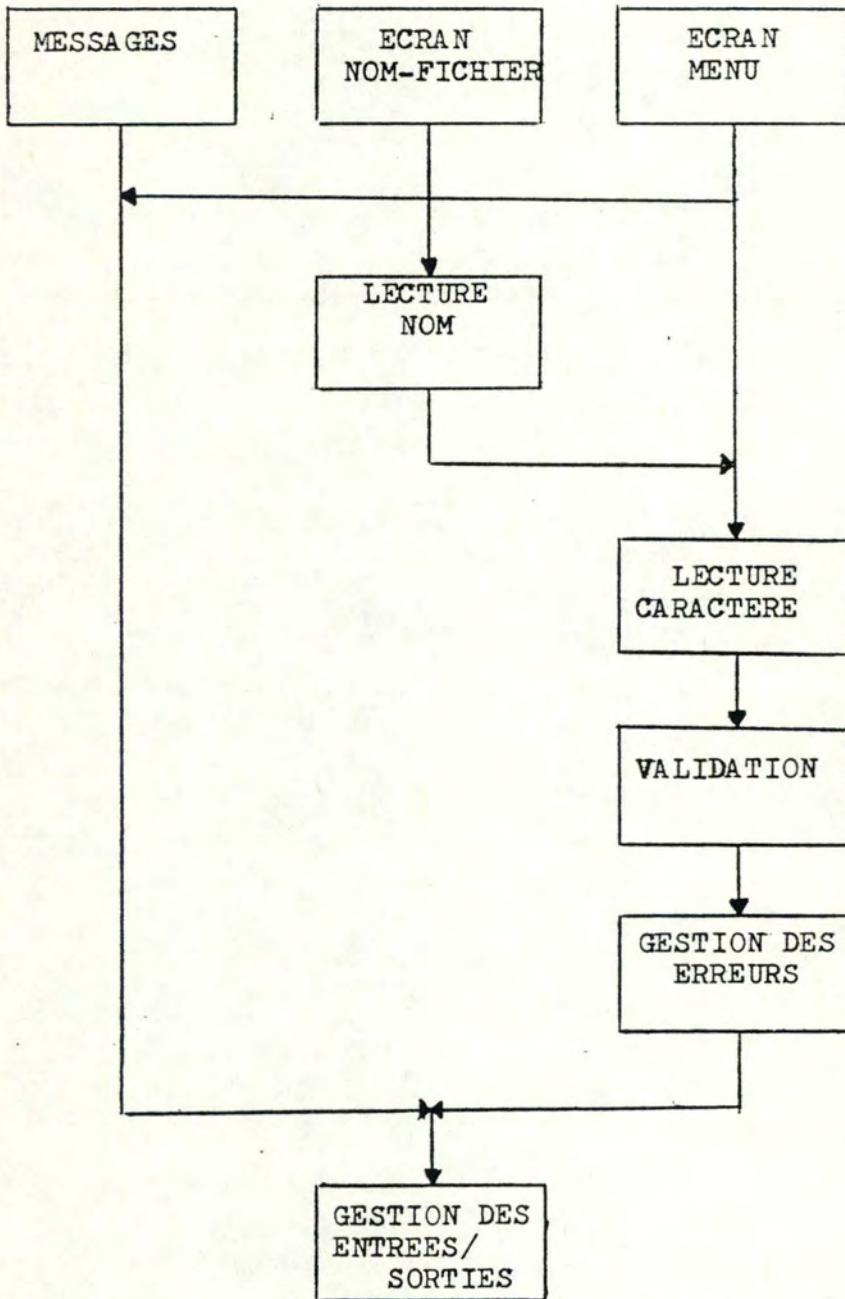 MESSAGES
ECRAN
NOM-FICHIER
ECRAN
MENU
LECTURE
NOM
LECTURE
CARACTERE
VALIDATION
GESTION DES
ERREURS
GESTION DES
ENTREES/
SORTIES